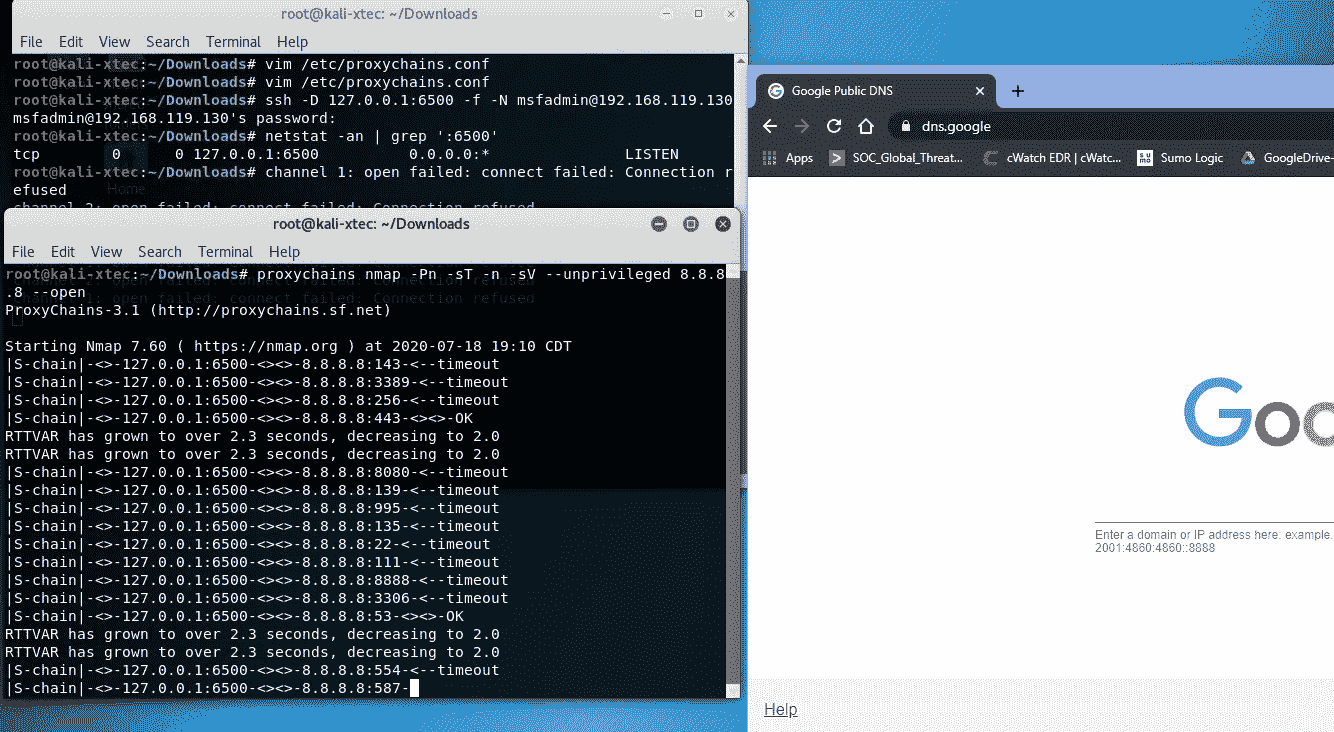 root@kali-xtec: ~/Downloads
File Edit View Search Terminal Help
root@kali-xtec:~/Downloads# vim /etc/proxychains.conf
root@kali-xtec:~/Downloads# vim /etc/proxychains.conf
root@kali-xtec:~/Downloads# ssh -D 127.0.0.1:6500 -f -N msfadmin@192.168.119.130
msfadmin@192.168.119.130's password:
root@kali-xtec:~/Downloads# netstat -an | grep ':6500'
tcp 0 0 127.0.0.1:6500 0.0.0.0:* LISTEN
root@kali-xtec:~/Downloads# channel 1: open failed: connect failed: Connection r
efused
Home
channel 2: open failed: connect failed: Connection refused
root@kali-xtec: ~/Downloads
File Edit View Search Terminal Help
root@kali-xtec:~/Downloads# proxychains nmap -Pn -sT -n -sV --unprivileged 8.8.8
.8 --open
ProxyChains-3.1 (http://proxychains.sf.net)
Starting Nmap 7.60 ( https://nmap.org ) at 2020-07-18 19:10 CDT
|S-chain|-<>-127.0.0.1:6500-<><>-8.8.8.8:143-<--timeout
|S-chain|-<>-127.0.0.1:6500-<><>-8.8.8.8:3389-<--timeout
|S-chain|-<>-127.0.0.1:6500-<><>-8.8.8.8:256-<--timeout
|S-chain|-<>-127.0.0.1:6500-<><>-8.8.8.8:443-<><>-OK
RTTVAR has grown to over 2.3 seconds, decreasing to 2.0
RTTVAR has grown to over 2.3 seconds, decreasing to 2.0
|S-chain|-<>-127.0.0.1:6500-<><>-8.8.8.8:8080-<--timeout
|S-chain|-<>-127.0.0.1:6500-<><>-8.8.8.8:139-<--timeout
|S-chain|-<>-127.0.0.1:6500-<><>-8.8.8.8:995-<--timeout
|S-chain|-<>-127.0.0.1:6500-<><>-8.8.8.8:135-<--timeout
|S-chain|-<>-127.0.0.1:6500-<><>-8.8.8.8:22-<--timeout
|S-chain|-<>-127.0.0.1:6500-<><>-8.8.8.8:111-<--timeout
|S-chain|-<>-127.0.0.1:6500-<><>-8.8.8.8:8888-<--timeout
|S-chain|-<>-127.0.0.1:6500-<><>-8.8.8.8:3306-<--timeout
|S-chain|-<>-127.0.0.1:6500-<><>-8.8.8.8:53-<><>-OK
RTTVAR has grown to over 2.3 seconds, decreasing to 2.0
RTTVAR has grown to over 2.3 seconds, decreasing to 2.0
|S-chain|-<>-127.0.0.1:6500-<><>-8.8.8.8:554-<--timeout
|S-chain|-<>-127.0.0.1:6500-<><>-8.8.8.8:587-
Google Public DNS
dns.google
Apps SOC_Global_Threat... cWatch EDR | cWatc... Sumo Logic GoogleDrive-
Goo
Enter a domain or IP address here: example.
2001:4860:4860::8888
Help